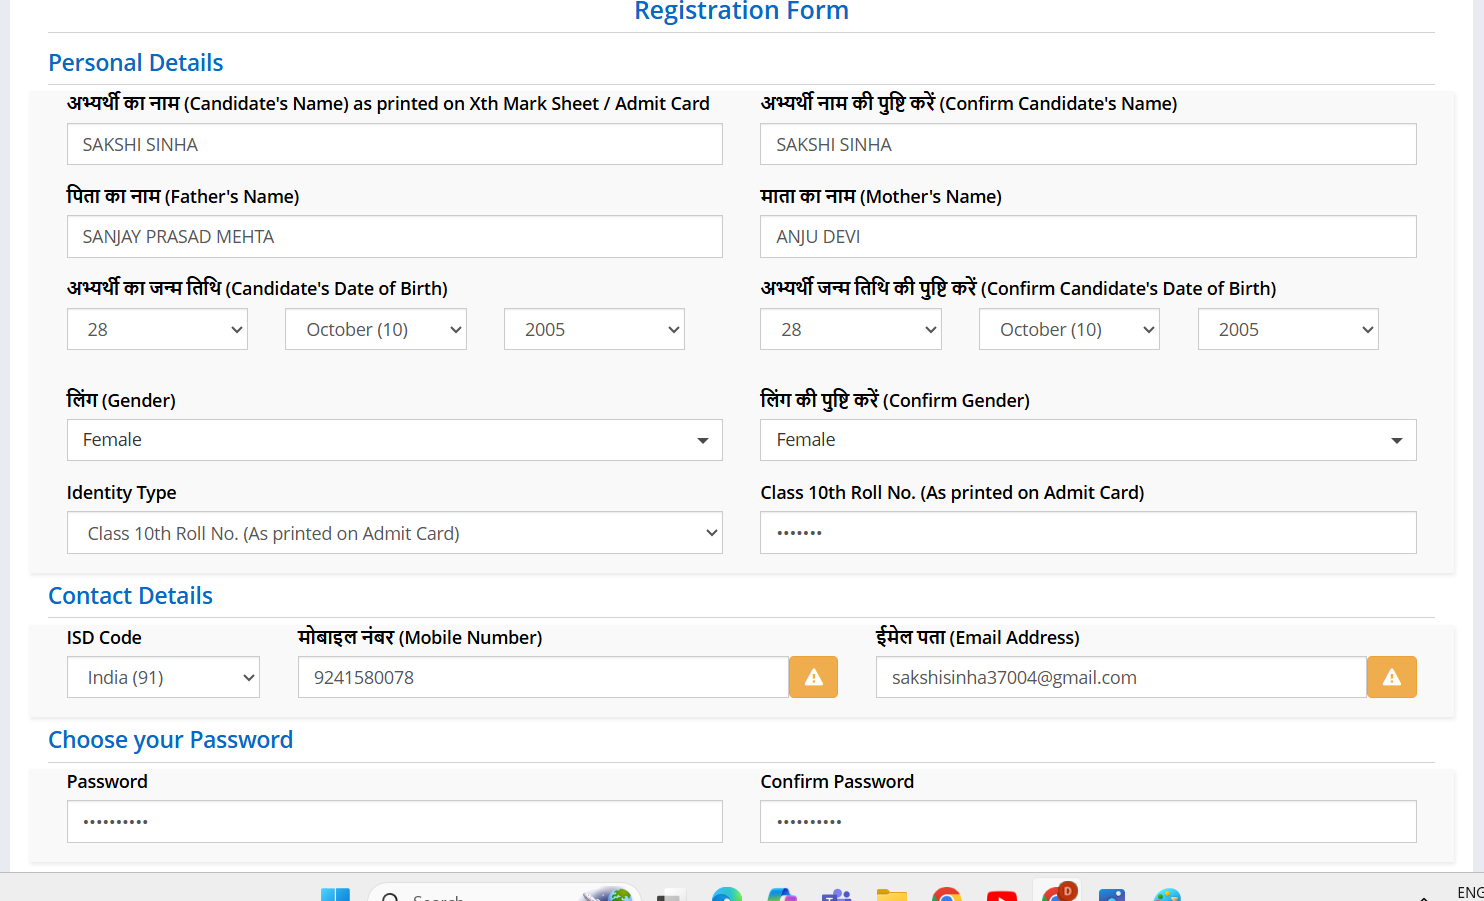 Registration Form
Personal Details
अभ्यर्थी का नाम (Candidate's Name) as printed on Xth Mark Sheet / Admit Card
अभ्यर्थी नाम की पुष्टि करें (Confirm Candidate's Name)
SAKSHI SINHA
SAKSHI SINHA
पिता का नाम (Father's Name)
माता का नाम (Mother's Name)
SANJAY PRASAD MEHTA
ANJU DEVI
अभ्यर्थी का जन्म तिथि (Candidate's Date of Birth)
अभ्यर्थी जन्म तिथि की पुष्टि करें (Confirm Candidate's Date of Birth)
28 October (10) 2005
28 October (10) 2005
लिंग (Gender)
लिंग की पुष्टि करें (Confirm Gender)
Female
Female
Identity Type
Class 10th Roll No. (As printed on Admit Card)
Class 10th Roll No. (As printed on Admit Card)
•••••••
Contact Details
ISD Code
मोबाइल नंबर (Mobile Number)
ईमेल पता (Email Address)
India (91)
9241580078
sakshisinha37004@gmail.com
Choose your Password
Password
Confirm Password
••••••••••
••••••••••
Search
D
ENG